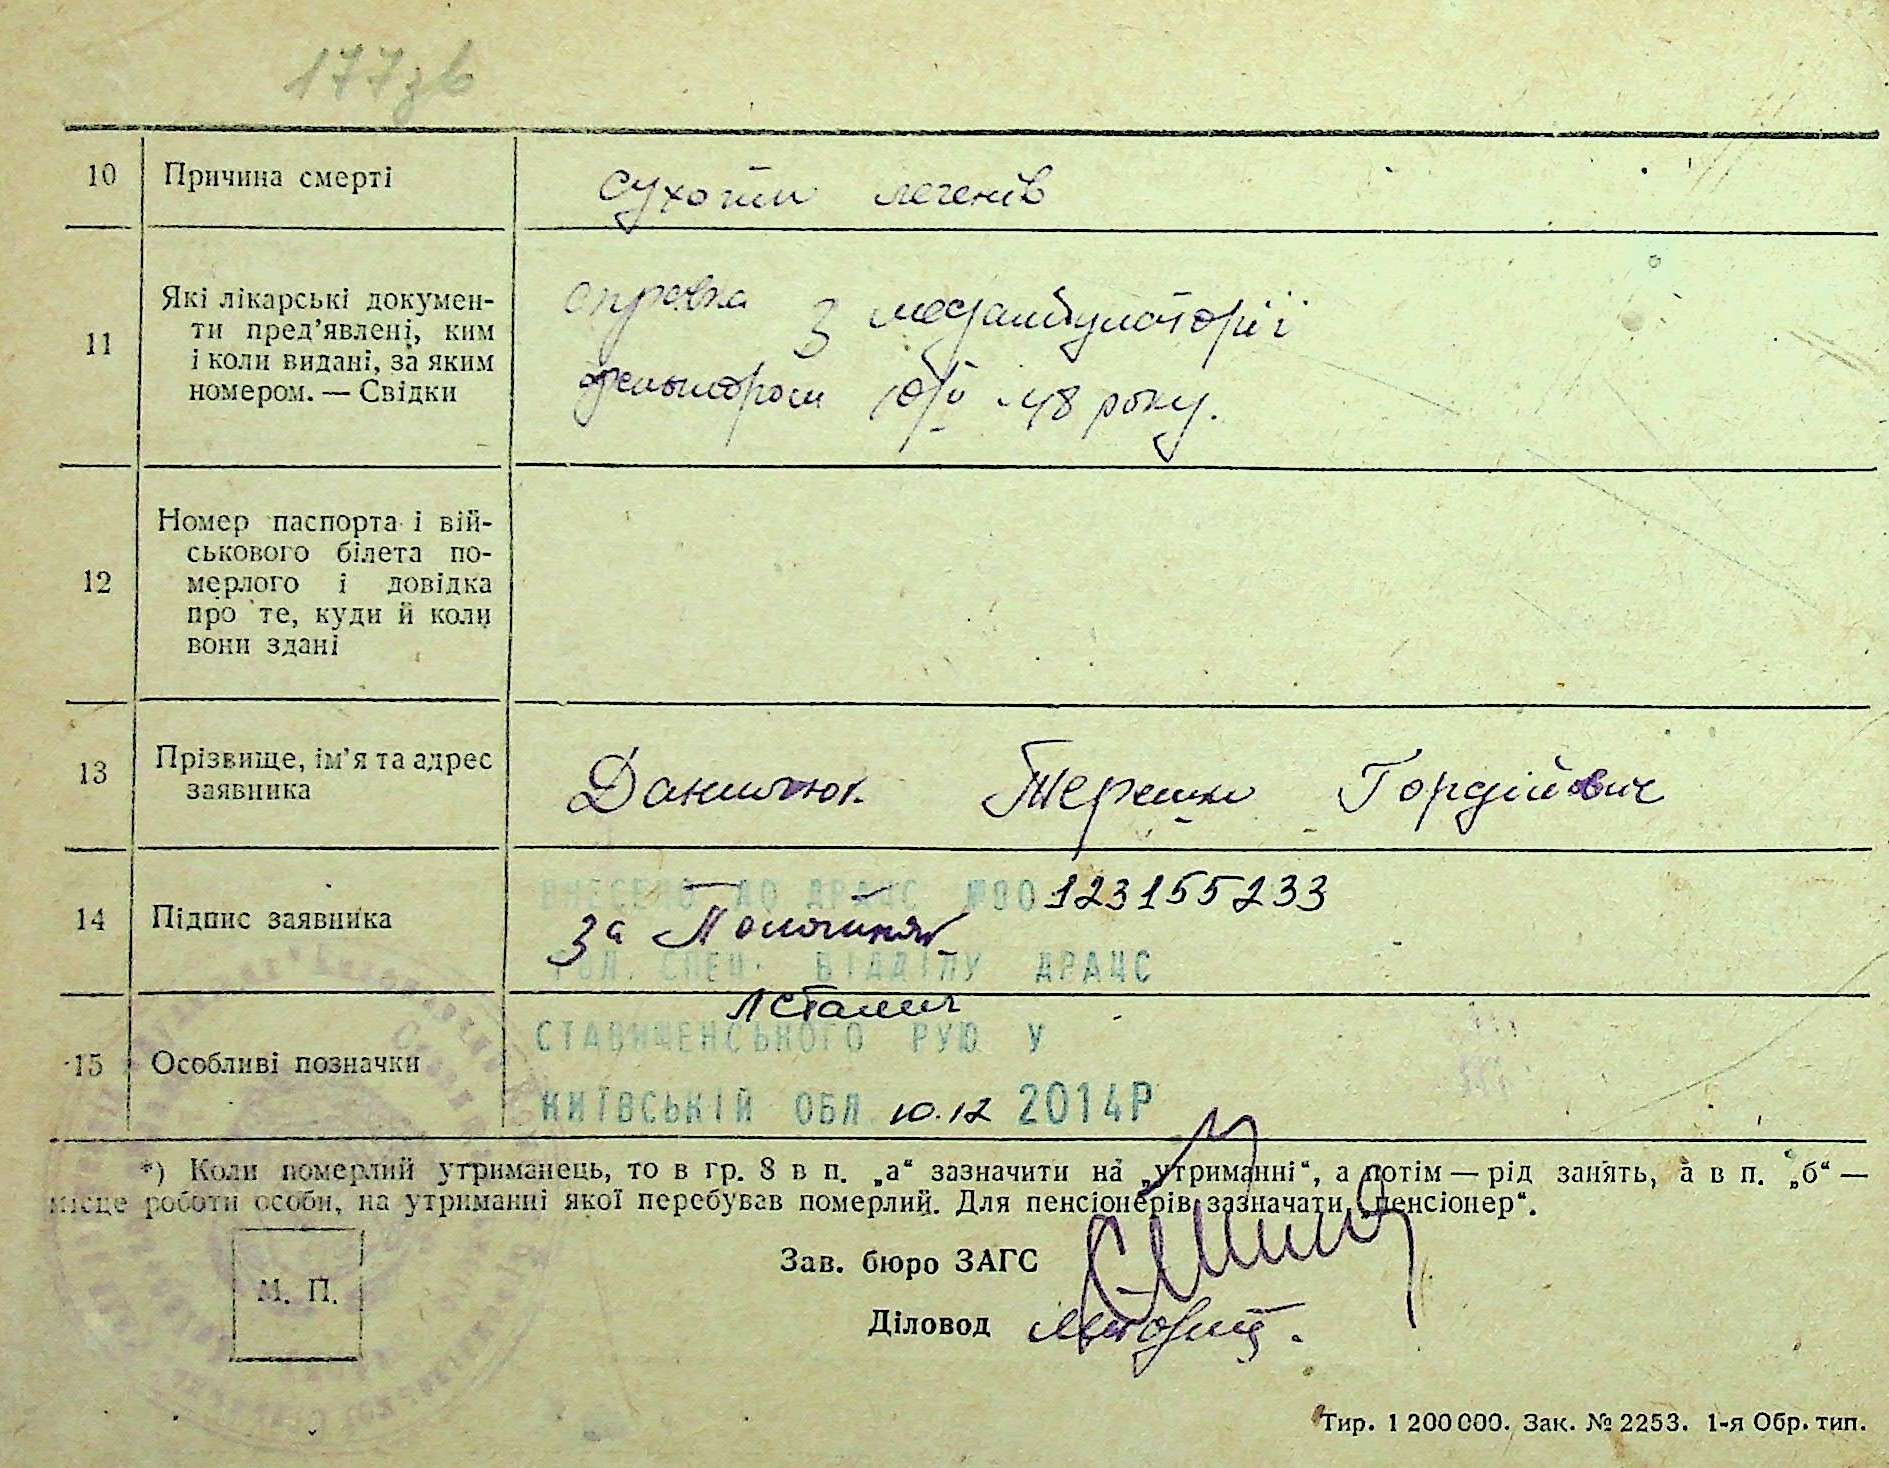 177зв
10 Причина смерті сухоти легенів
11 Які лікарські докумен-
ти пред’явлені, ким
і коли видані, за яким
номером. — Свідки
справка з медамбулоторії
48 року.
12 Номер паспорта і вій-
ськового білета по-
мерлого і довідка
про те, куди й коли
вони здані
13 Прізвище, ім’я та адрес
заявника
Гордійович
14 Підпис заявника
ВНЕСЕНО ДО ДРАЦС №00123155233
за
ГОЛ. СПЕЦ. ВІДДІЛУ ДРАЦС
15 Особливі позначки
СТАВИЩЕНСЬКОГО РУЮ У
КИЇВСЬКІЙ ОБЛ. 10.12 2014Р
*) Коли померлий утриманець, то в гр. 8 в п. „а“ зазначити на „утриманні“, а потім — рід занять, а в п. „б“ —
місце роботи особи, на утриманні якої перебував померлий. Для пенсіонерів зазначати „пенсіонер“.
Зав. бюро ЗАГС
М. П.
Діловод
Тир. 1 200 000. Зак. № 2253. 1-я Обр. тип.